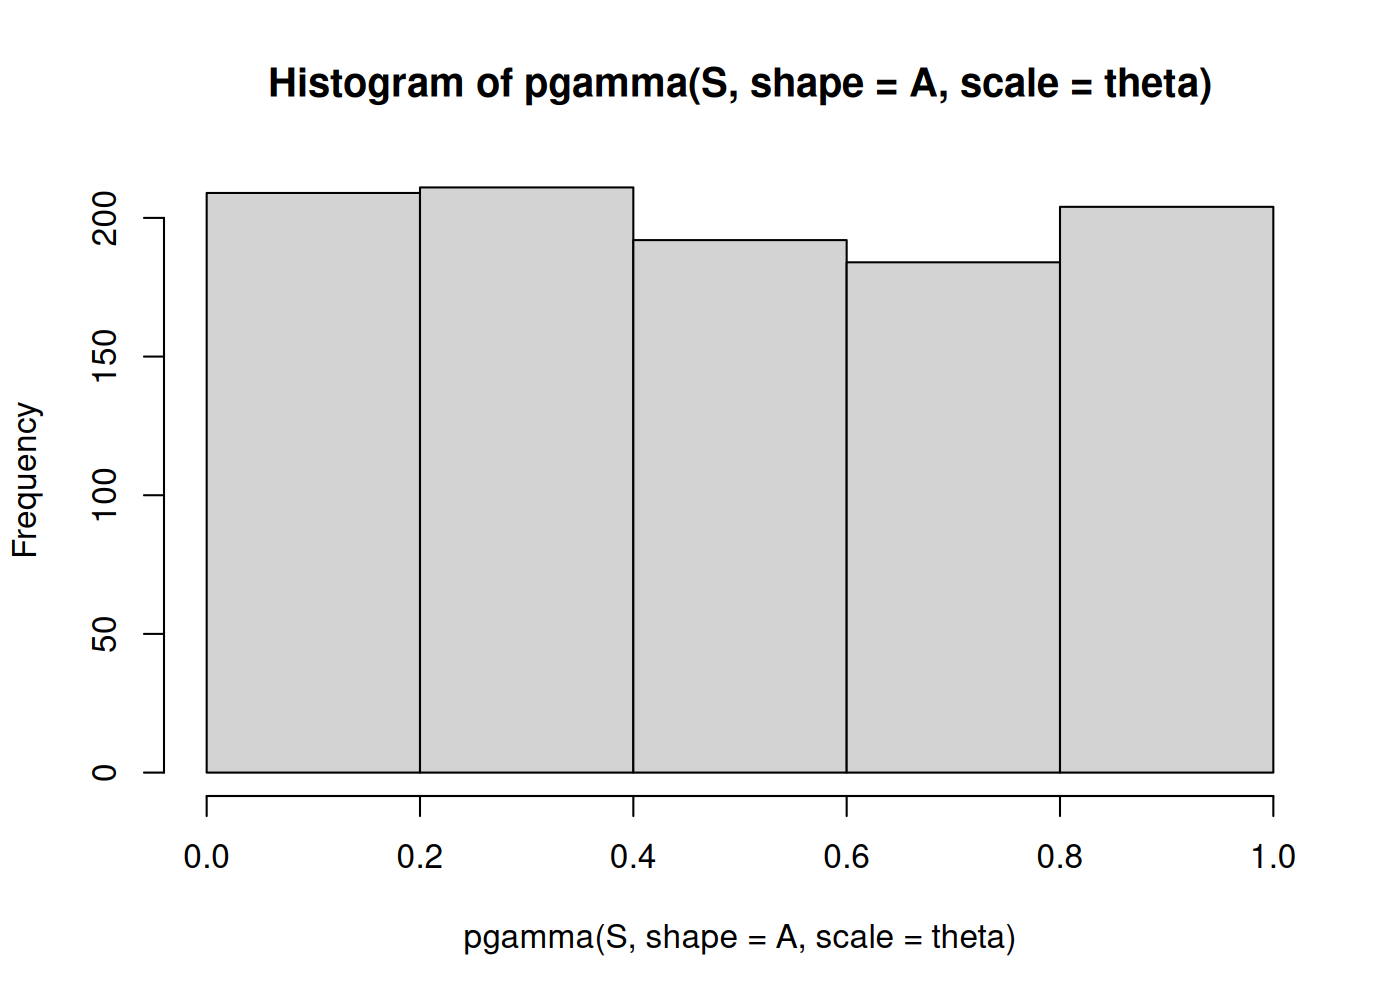 Histogram of pgamma(S, shape = A, scale = theta)
Frequency
200
150
100
50
0
0.0 0.2 0.4 0.6 0.8 1.0
pgamma(S, shape = A, scale = theta)